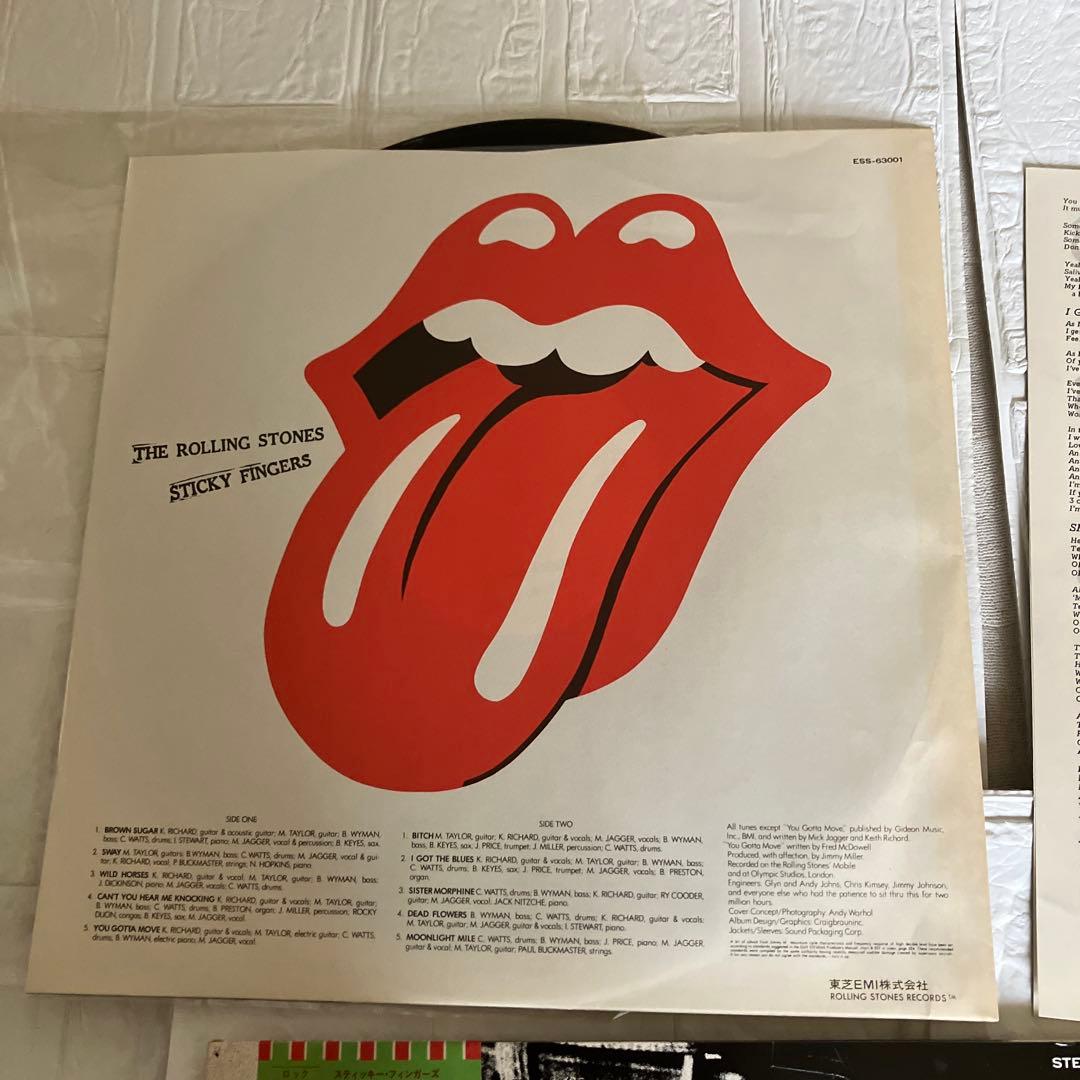 ESS-63001
THE ROLLING STONES
STICKY FINGERS
SIDE ONE
1. BROWN SUGAR K. RICHARD, guitar & acoustic guitar; M. TAYLOR, guitar; B. WYMAN,
bass; C. WATTS, drums; I. STEWART, piano; M. JAGGER, vocal & percussion; B. KEYES, sax.
2. SWAY M. TAYLOR, guitars; B. WYMAN, bass; C. WATTS, drums; M. JAGGER, vocal & gui-
tar; K. RICHARD, vocal; P. BUCKMASTER, strings; N. HOPKINS, piano.
3. WILD HORSES K. RICHARD, guitar & vocal; M. TAYLOR, guitar; B. WYMAN, bass;
J. DICKINSON, piano; M. JAGGER, vocals; C. WATTS, drums.
4. CAN'T YOU HEAR ME KNOCKING K. RICHARD, guitar & vocals; M. TAYLOR, guitar;
B. WYMAN, bass; C. WATTS, drums; B. PRESTON, organ; J. MILLER, percussion; ROCKY
DIJON, congas; B. KEYES, sax; M. JAGGER, vocal.
5. YOU GOTTA MOVE K. RICHARD, guitar & vocals; M. TAYLOR, electric guitar; C. WATTS,
drums; B. WYMAN, electric piano; M. JAGGER, vocal.
SIDE TWO
1. BITCH M. TAYLOR, guitar; K. RICHARD, guitar & vocals; M. JAGGER, vocals; B. WYMAN,
bass; B. KEYES, sax; J. PRICE, trumpet; J. MILLER, percussion; C. WATTS, drums.
2. I GOT THE BLUES K. RICHARD, guitar & vocals; M. TAYLOR, guitar; B. WYMAN, bass;
C. WATTS, drums; B. KEYES, sax; J. PRICE, trumpet; M. JAGGER, vocals; B. PRESTON,
organ.
3. SISTER MORPHINE C. WATTS, drums; B. WYMAN, bass; K. RICHARD, guitar; RY COODER,
guitar; M. JAGGER, vocal; JACK NITZCHE, piano.
4. DEAD FLOWERS B. WYMAN, bass; C. WATTS, drums; K. RICHARD, guitar & vocals;
M. TAYLOR, guitar; M. JAGGER, guitar & vocals; I. STEWART, piano.
5. MOONLIGHT MILE C. WATTS, drums; B. WYMAN, bass; J. PRICE, piano; M. JAGGER,
guitar & vocal; M. TAYLOR, guitar; PAUL BUCKMASTER, strings.
All tunes except "You Gotta Move," published by Gideon Music,
Inc., BMI, and written by Mick Jagger and Keith Richard.
"You Gotta Move" written by Fred McDowell
Produced, with affection, by Jimmy Miller.
Recorded on the Rolling Stones' Mobile
and at Olympic Studios, London.
Engineers: Glyn and Andy Johns, Chris Kimsey, Jimmy Johnson,
and everyone else who had the patience to sit thru this for two
million hours.
Cover Concept/Photography: Andy Warhol
Album Design/Graphics: Craigbrauninc.
Jackets/Sleeves: Sound Packaging Corp.
東芝EMI株式会社
ROLLING STONES RECORDS™
ロック
スティッキー・フィンガーズ
STE